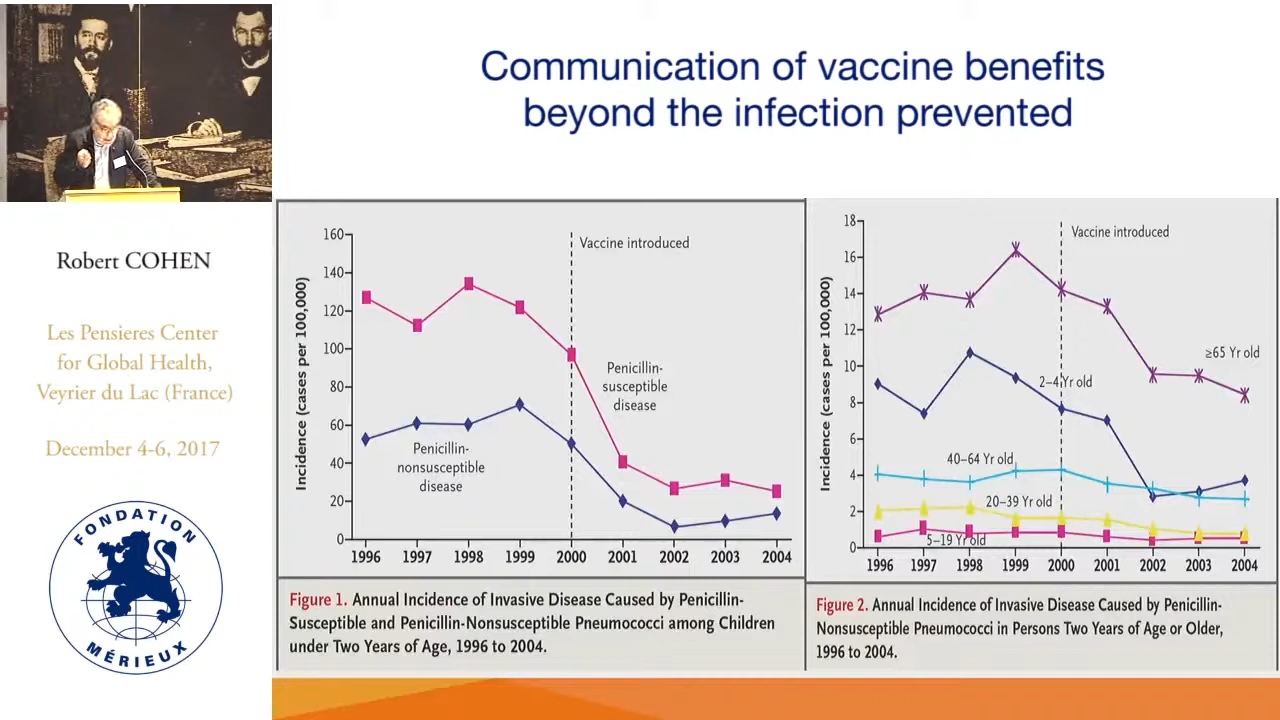 Communication of vaccine benefits
beyond the infection prevented
Robert COHEN
Les Pensieres Center
for Global Health,
Veyrier du Lac (France)
December 4-6, 2017
FONDATION
MÉRIEUX
160
140
120
100
80
60
40
20
0
Incidence (cases per 100,000)
Vaccine introduced
Penicillin-
susceptible
disease
Penicillin-
nonsusceptible
disease
1996 1997 1998 1999 2000 2001 2002 2003 2004
Figure 1. Annual Incidence of Invasive Disease Caused by Penicillin-
Susceptible and Penicillin-Nonsusceptible Pneumococci among Children
under Two Years of Age, 1996 to 2004.
18
16
14
12
10
8
6
4
2
0
Incidence (cases per 100,000)
Vaccine introduced
≥65 Yr old
2–4 Yr old
40–64 Yr old
20–39 Yr old
5–19 Yr old
1996 1997 1998 1999 2000 2001 2002 2003 2004
Figure 2. Annual Incidence of Invasive Disease Caused by Penicillin-
Nonsusceptible Pneumococci in Persons Two Years of Age or Older,
1996 to 2004.